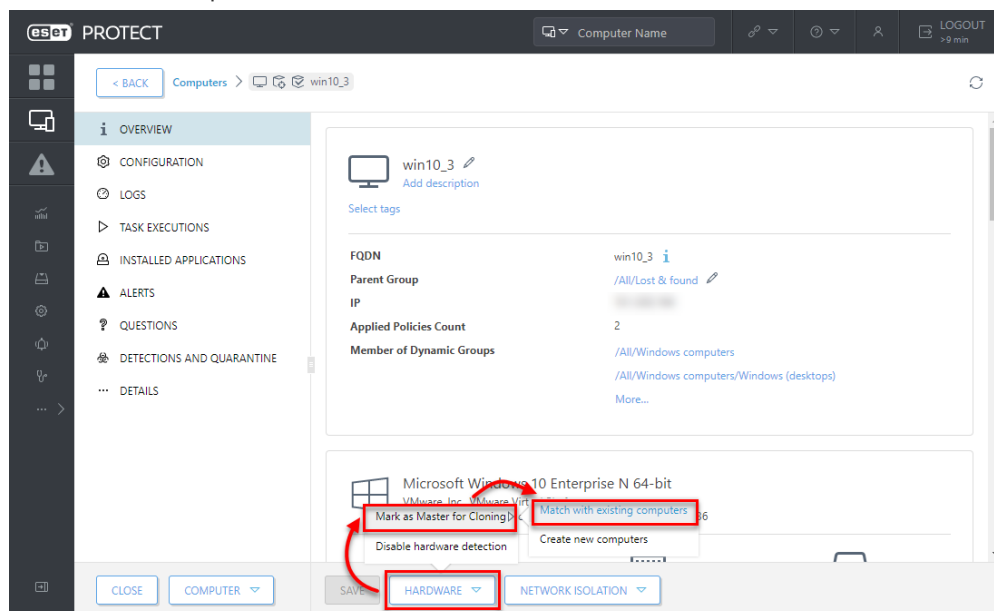 eset PROTECT
Computer Name
LOGOUT
>9 min
< BACK
Computers > win10_3
OVERVIEW
CONFIGURATION
LOGS
TASK EXECUTIONS
INSTALLED APPLICATIONS
ALERTS
QUESTIONS
DETECTIONS AND QUARANTINE
DETAILS
win10_3
Add description
Select tags
FQDN win10_3
Parent Group /All/Lost & found
IP
Applied Policies Count 2
Member of Dynamic Groups /All/Windows computers
/All/Windows computers/Windows (desktops)
More...
Microsoft Windows 10 Enterprise N 64-bit
VMware, Inc. VMware
Mark as Master for Cloning
Match with existing computers
Disable hardware detection
Create new computers
CLOSE
COMPUTER
SAVE
HARDWARE
NETWORK ISOLATION